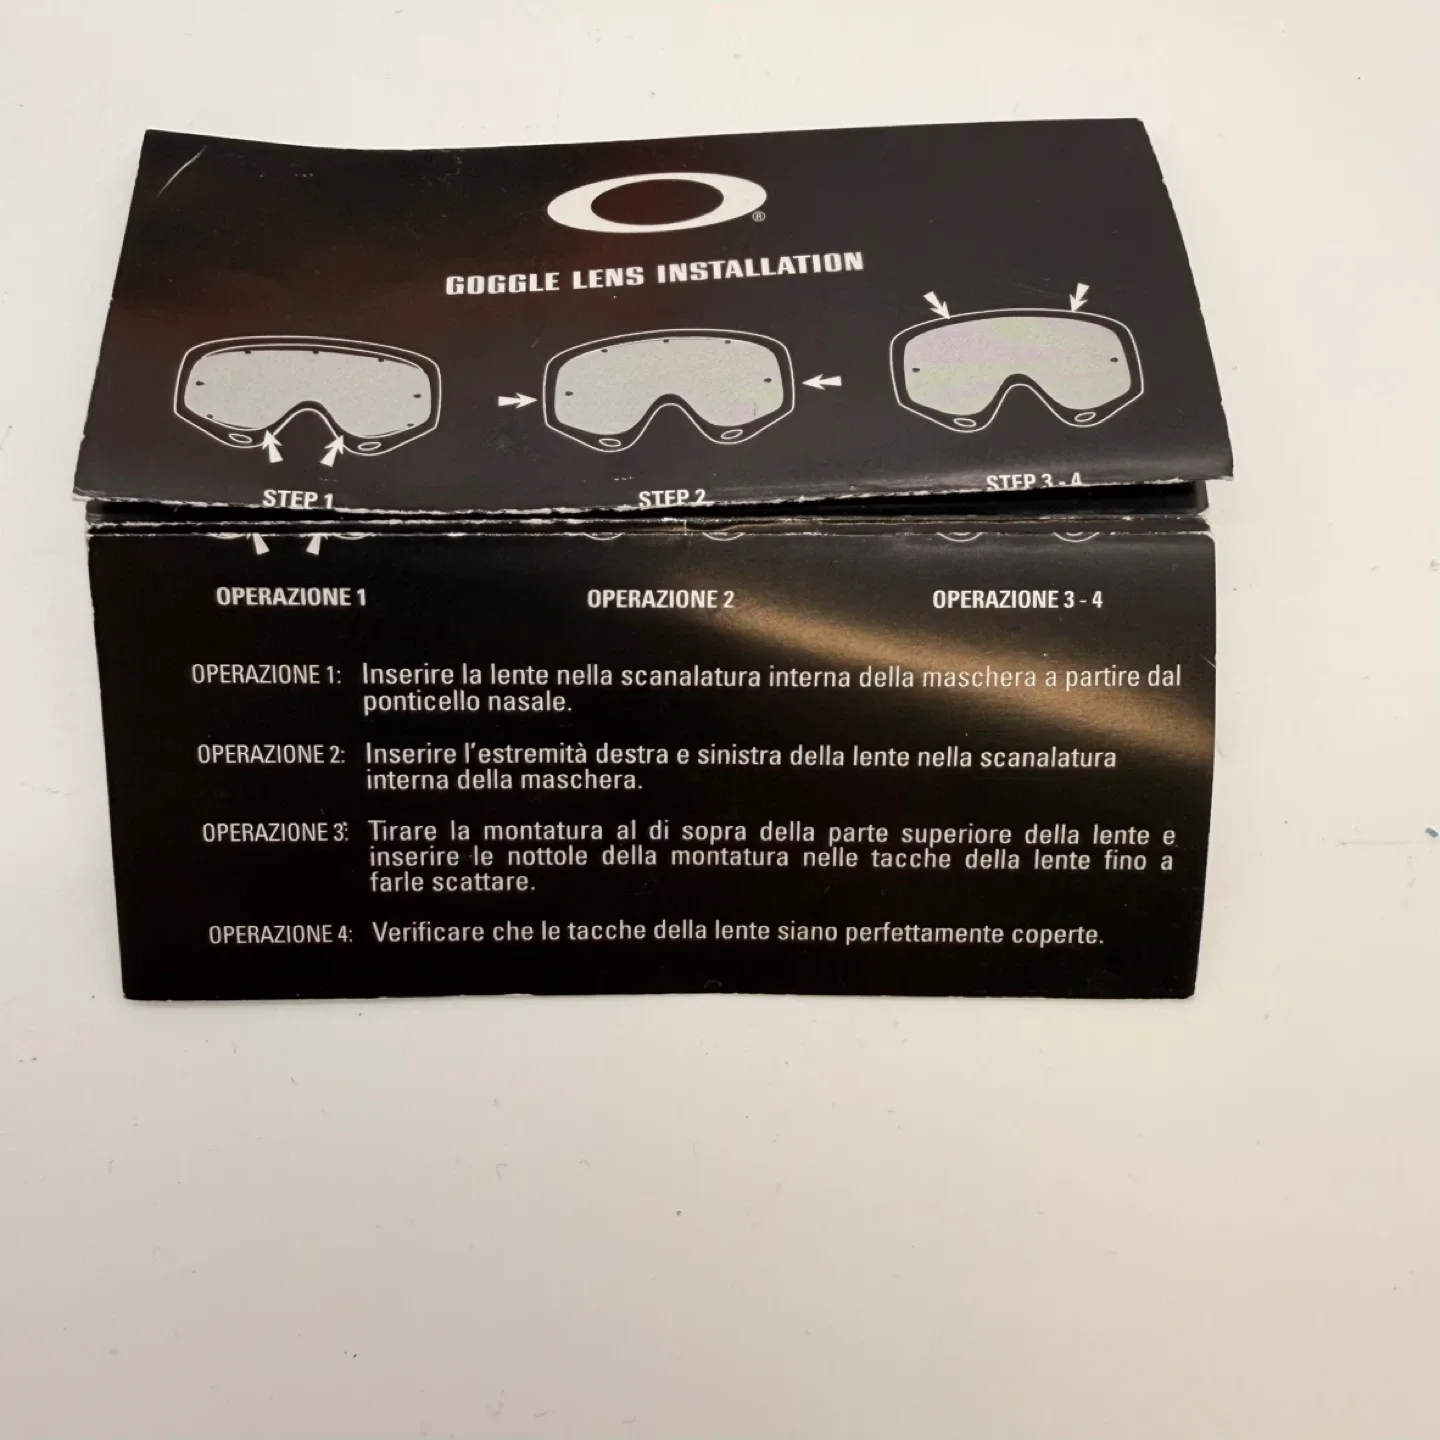 ®
GOGGLE LENS INSTALLATION
STEP 1
STEP 2
STEP 3 - 4
OPERAZIONE 1
OPERAZIONE 2
OPERAZIONE 3 - 4
OPERAZIONE 1: Inserire la lente nella scanalatura interna della maschera a partire dal
ponticello nasale.
OPERAZIONE 2: Inserire l'estremità destra e sinistra della lente nella scanalatura
interna della maschera.
OPERAZIONE 3: Tirare la montatura al di sopra della parte superiore della lente e
inserire le nottole della montatura nelle tacche della lente fino a
farle scattare.
OPERAZIONE 4: Verificare che le tacche della lente siano perfettamente coperte.